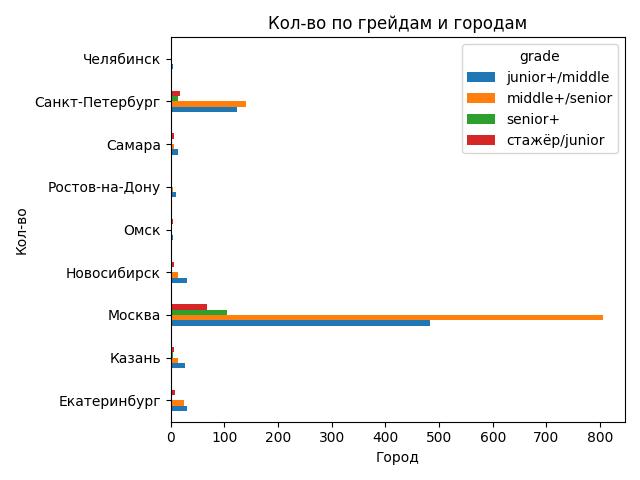 Кол-во по грейдам и городам
grade
junior+/middle
middle+/senior
senior+
стажёр/junior
Кол-во
Челябинск
Санкт-Петербург
Самара
Ростов-на-Дону
Омск
Новосибирск
Москва
Казань
Екатеринбург
0 100 200 300 400 500 600 700 800
Город